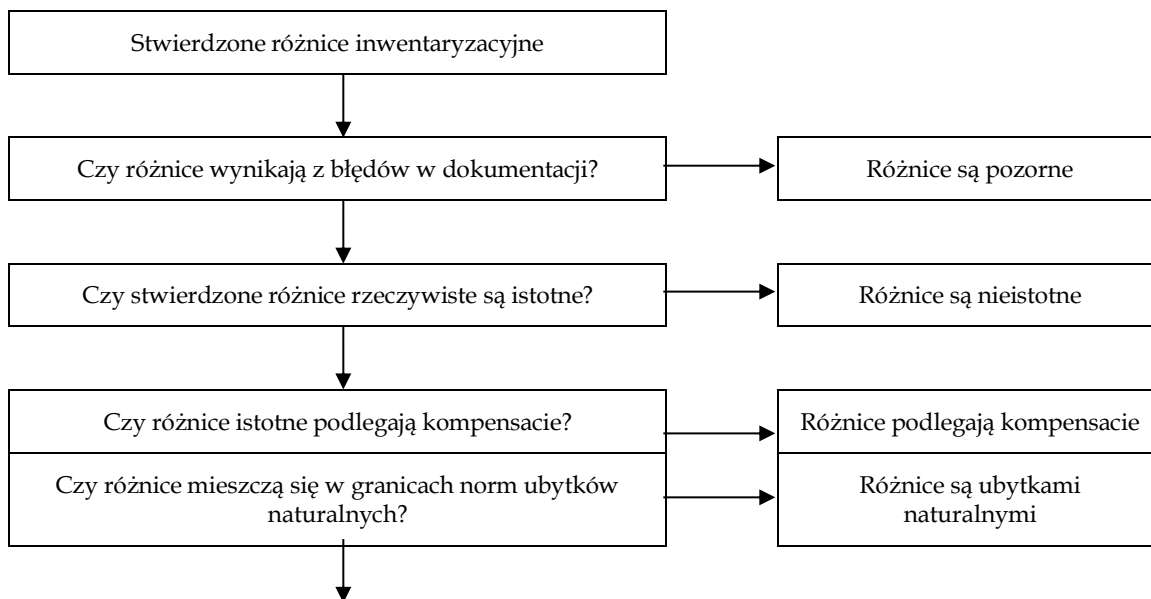 Stwierdzone różnice inwentaryzacyjne
Czy różnice wynikają z błędów w dokumentacji?
Różnice są pozorne
Czy stwierdzone różnice rzeczywiste są istotne?
Różnice są nieistotne
Czy różnice istotne podlegają kompensacie?
Różnice podlegają kompensacie
Czy różnice mieszczą się w granicach norm ubytków
naturalnych?
Różnice są ubytkami
naturalnymi